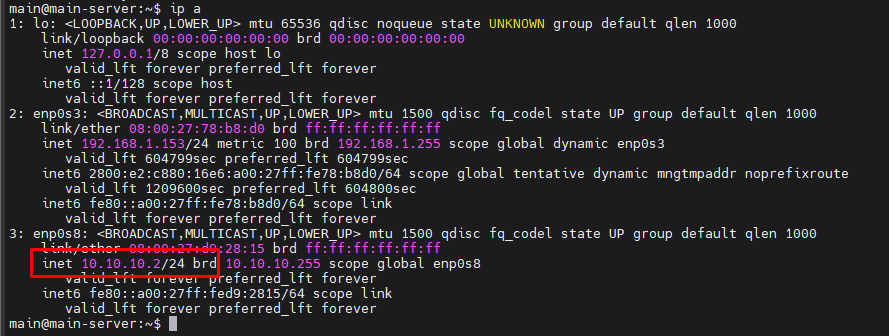 main@main-server:~$ ip a
1: lo: <LOOPBACK,UP,LOWER_UP> mtu 65536 qdisc noqueue state UNKNOWN group default qlen 1000
link/loopback 00:00:00:00:00:00 brd 00:00:00:00:00:00
inet 127.0.0.1/8 scope host lo
valid_lft forever preferred_lft forever
inet6 ::1/128 scope host
valid_lft forever preferred_lft forever
2: enp0s3: <BROADCAST,MULTICAST,UP,LOWER_UP> mtu 1500 qdisc fq_codel state UP group default qlen 1000
link/ether 08:00:27:78:b8:d0 brd ff:ff:ff:ff:ff:ff
inet 192.168.1.153/24 metric 100 brd 192.168.1.255 scope global dynamic enp0s3
valid_lft 604799sec preferred_lft 604799sec
inet6 2800:e2:c880:16e6:a00:27ff:fe78:b8d0/64 scope global tentative dynamic mngtmpaddr noprefixroute
valid_lft 1209600sec preferred_lft 604800sec
inet6 fe80::a00:27ff:fe78:b8d0/64 scope link
valid_lft forever preferred_lft forever
3: enp0s8: <BROADCAST,MULTICAST,UP,LOWER_UP> mtu 1500 qdisc fq_codel state UP group default qlen 1000
link/ether 08:00:27:d9:28:15 brd ff:ff:ff:ff:ff:ff
inet 10.10.10.2/24 brd 10.10.10.255 scope global enp0s8
valid_lft forever preferred_lft forever
inet6 fe80::a00:27ff:fed9:2815/64 scope link
valid_lft forever preferred_lft forever
main@main-server:~$